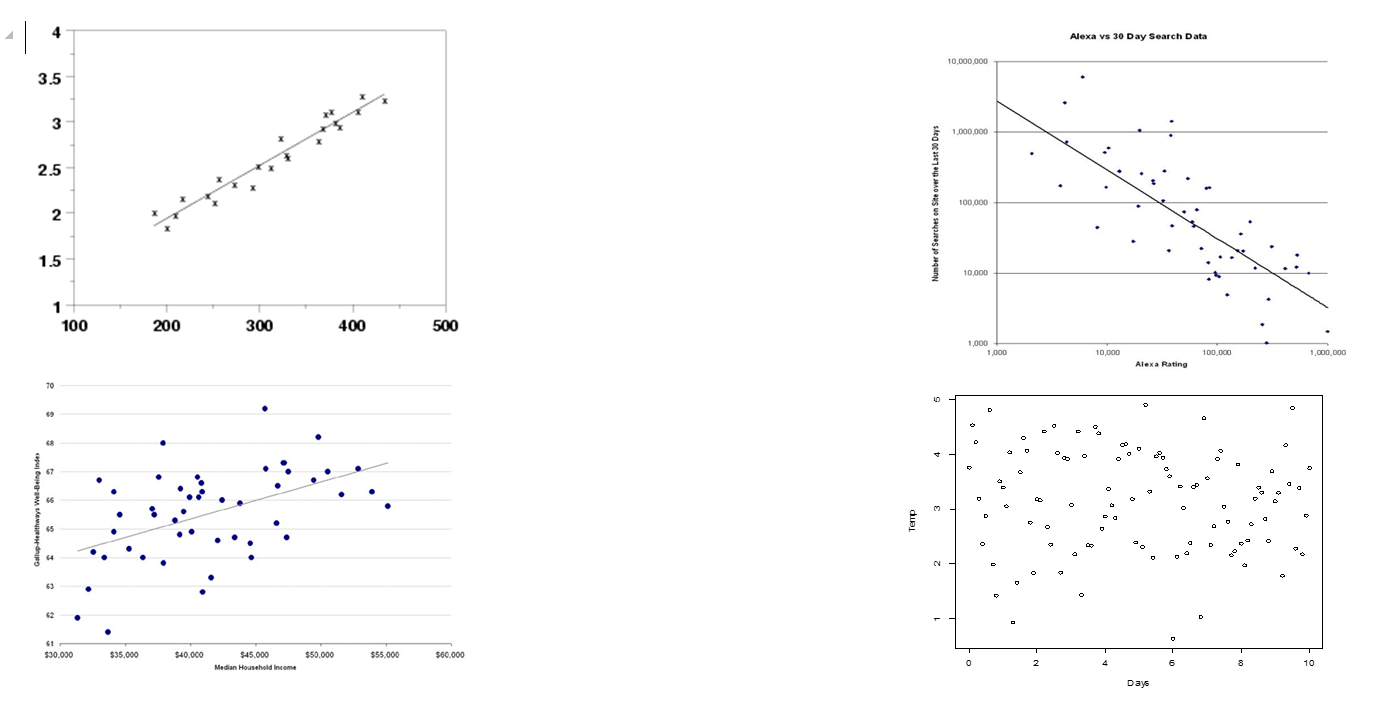 4
3.5
3
2.5
2
1.5
1
100 200 300 400 500
Alexa vs 30 Day Search Data
Number of Searches on Site over the Last 30 Days
10,000,000
1,000,000
100,000
10,000
1,000
1,000 10,000 100,000 1,000,000
Alexa Rating
Gallup-Healthways Well-Being Index
70
69
68
67
66
65
64
63
62
61
$30,000 $35,000 $40,000 $45,000 $50,000 $55,000 $60,000
Median Household Income
Temp
5
4
3
2
1
0 2 4 6 8 10
Days